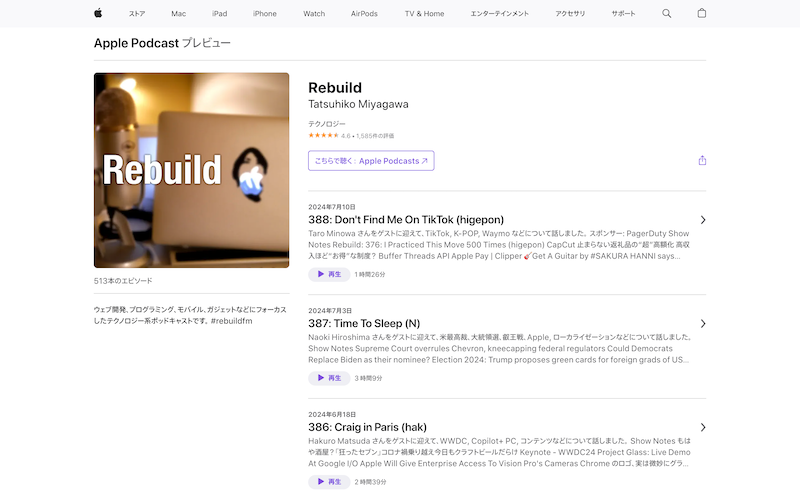 ストア Mac iPad iPhone Watch AirPods TV & Home エンターテインメント アクセサリ サポート
Apple Podcast プレビュー
Rebuild
Rebuild
Tatsuhiko Miyagawa
テクノロジー
★★★★★ 4.6 • 1,585件の評価
こちらで聴く: Apple Podcasts ↗
513本のエピソード
ウェブ開発、プログラミング、モバイル、ガジェットなどにフォーカ
スしたテクノロジー系ポッドキャストです。 #rebuildfm
2024年7月10日
388: Don't Find Me On TikTok (higepon)
Taro Minowa さんをゲストに迎えて、TikTok, K-POP, Waymo などについて話しました。 スポンサー: PagerDuty Show
Notes Rebuild: 376: I Practiced This Move 500 Times (higepon) CapCut 止まらない返礼品の“超”高額化 高収
入ほど“お得”な制度? Buffer Threads API Apple Pay | Clipper 🎸Get A Guitar by #SAKURA HANNI says...
再生 1 時間26分
2024年7月3日
387: Time To Sleep (N)
Naoki Hiroshima さんをゲストに迎えて、米最高裁、大統領選、叡王戦、Apple, ローカライゼーションなどについて話しました。
Show Notes Supreme Court overrules Chevron, kneecapping federal regulators Could Democrats
Replace Biden as their nominee? Election 2024: Trump proposes green cards for foreign grads of US...
再生 3 時間9分
2024年6月18日
386: Craig in Paris (hak)
Hakuro Matsuda さんをゲストに迎えて、WWDC, Copilot+ PC, コンテンツなどについて話しました。 Show Notes もは
や酒屋?「狂ったセブン」コロナ禍乗り越え今日もクラフトビールだらけ Keynote - WWDC24 Project Glass: Live Demo
At Google I/O Apple Will Give Enterprise Access To Vision Pro's Cameras Chrome のロゴ、実は微妙にグラ...
再生 2 時間39分